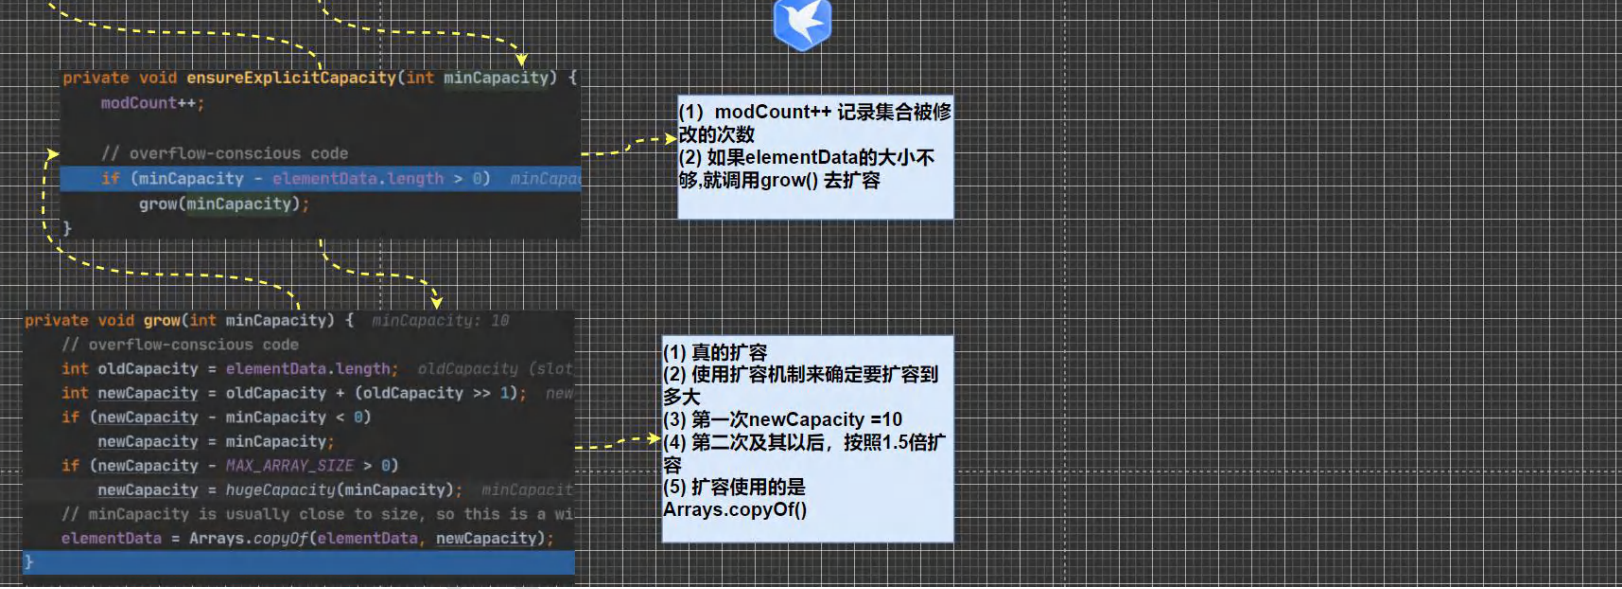 private void ensureExplicitCapacity(int minCapacity) {
modCount++;
// overflow-conscious code
if (minCapacity - elementData.length > 0) minCapac
grow(minCapacity);
}
(1) modCount++ 记录集合被修
改的次数
(2) 如果elementData的大小不
够,就调用grow() 去扩容
private void grow(int minCapacity) { minCapacity: 10
// overflow-conscious code
int oldCapacity = elementData.length; oldCapacity (slot
int newCapacity = oldCapacity + (oldCapacity >> 1); new
if (newCapacity - minCapacity < 0)
newCapacity = minCapacity;
if (newCapacity - MAX_ARRAY_SIZE > 0)
newCapacity = hugeCapacity(minCapacity); minCapacit
// minCapacity is usually close to size, so this is a wi
elementData = Arrays.copyOf(elementData, newCapacity);
}
(1) 真的扩容
(2) 使用扩容机制来确定要扩容到
多大
(3) 第一次newCapacity =10
(4) 第二次及其以后，按照1.5倍扩
容
(5) 扩容使用的是
Arrays.copyOf()